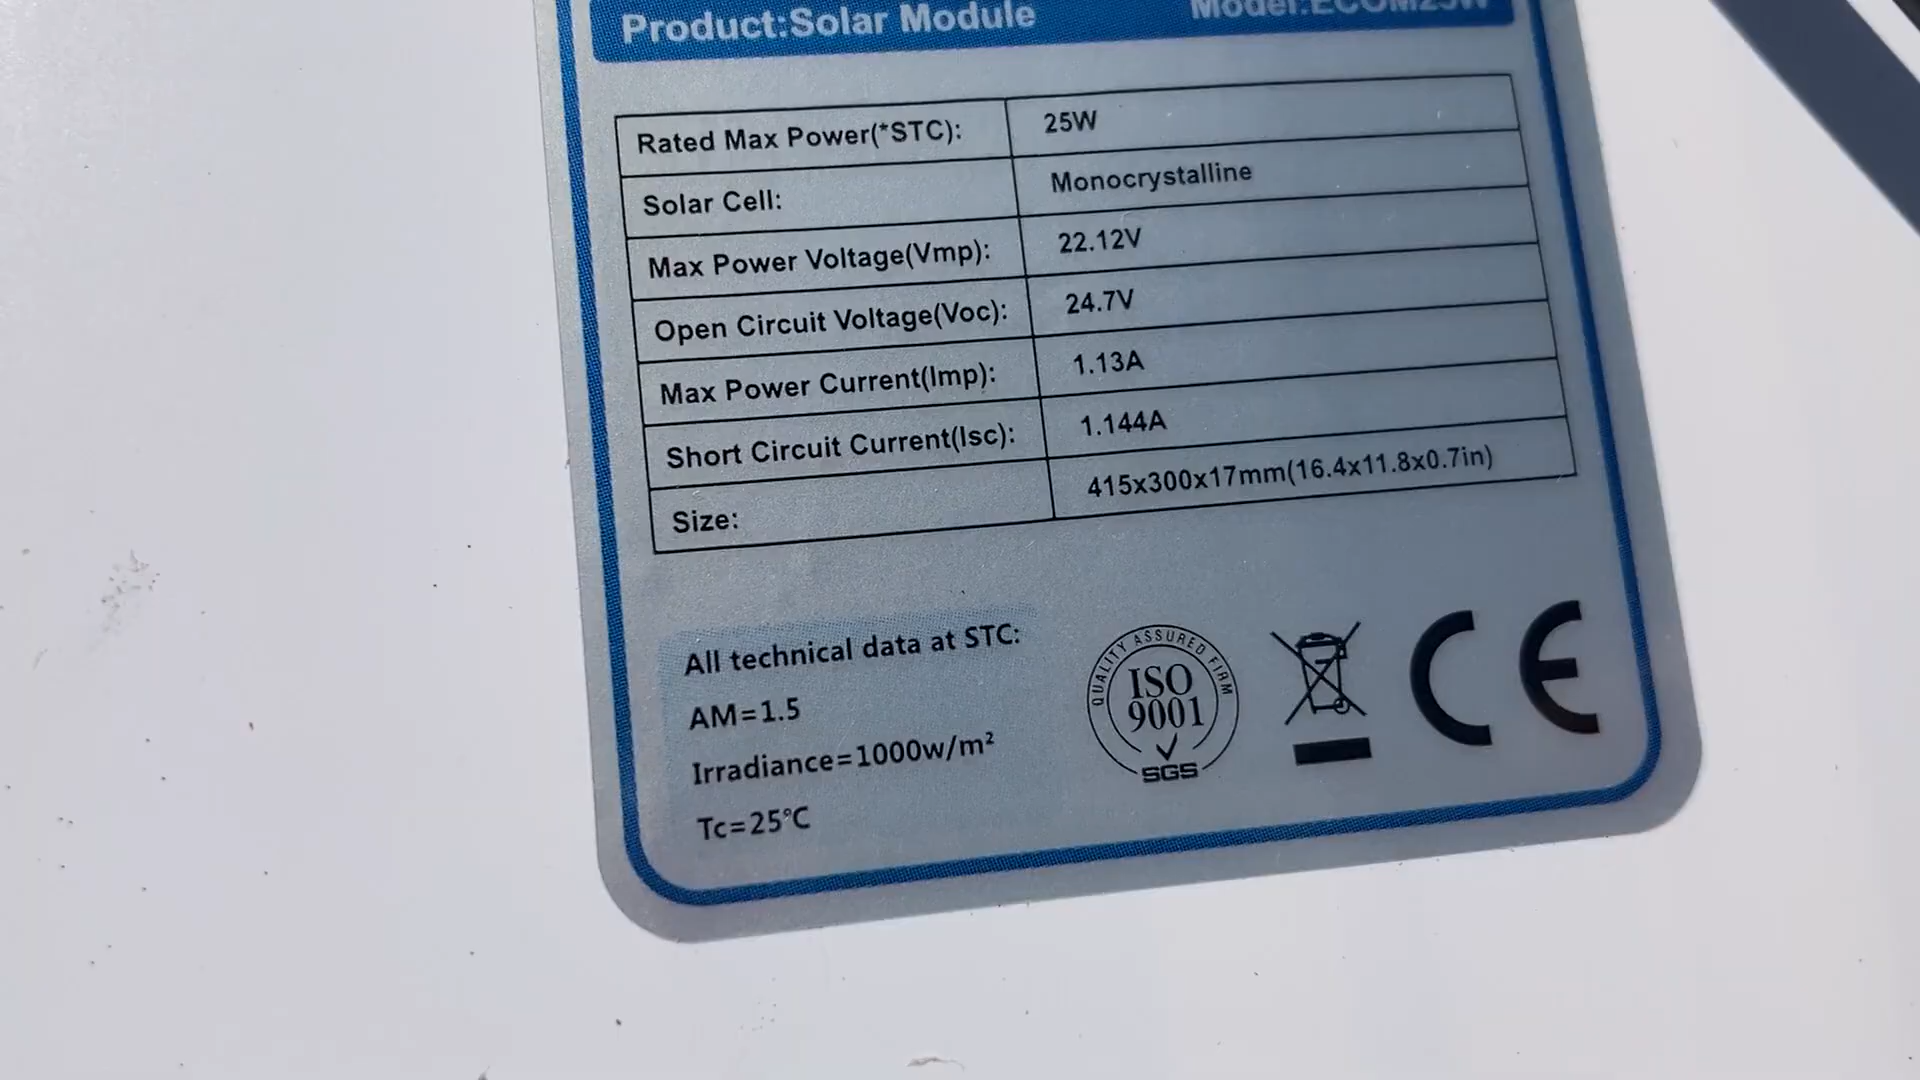 Product:Solar Module Model:ECOM25W
Rated Max Power(*STC): 25W
Solar Cell: Monocrystalline
Max Power Voltage(Vmp): 22.12V
Open Circuit Voltage(Voc): 24.7V
Max Power Current(Imp): 1.13A
Short Circuit Current(Isc): 1.144A
Size: 415x300x17mm(16.4x11.8x0.7in)
All technical data at STC:
AM=1.5
Irradiance=1000w/m²
Tc=25℃
QUALITY ASSURED FIRM
ISO
9001
SGS
CE